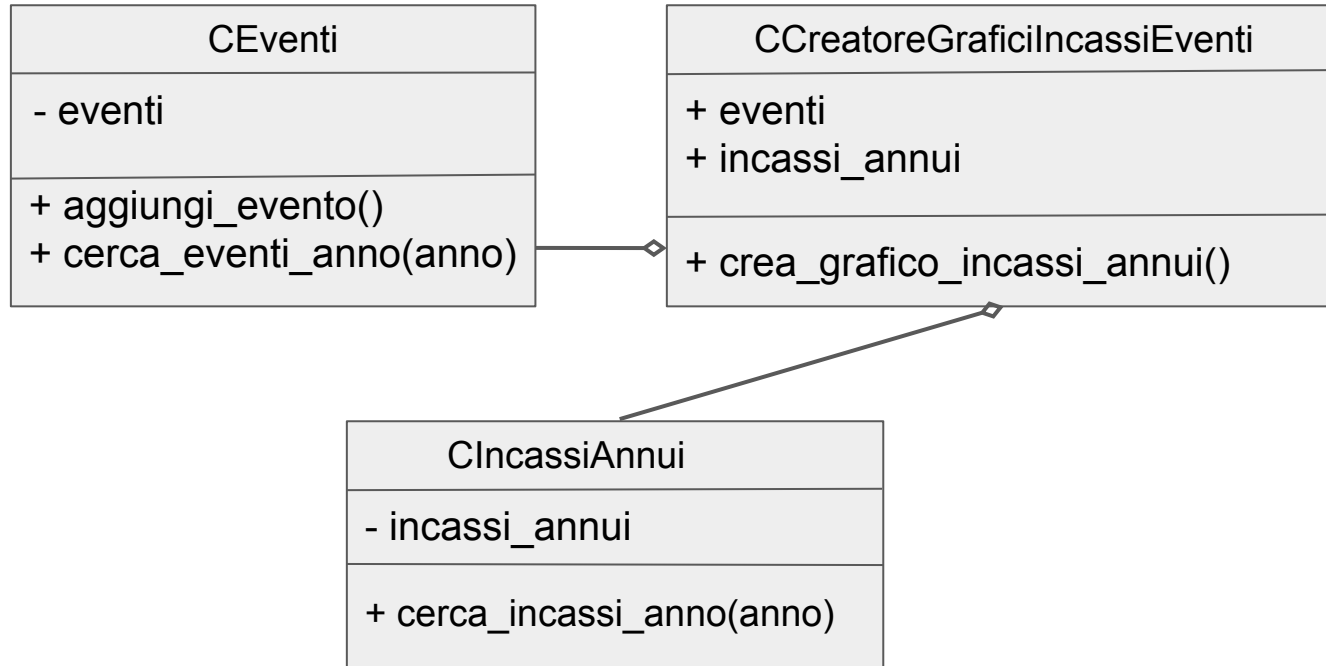 CEventi
- eventi
+ aggiungi_evento()
+ cerca_eventi_anno(anno)
CCreatoreGraficiIncassiEventi
+ eventi
+ incassi_annui
+ crea_grafico_incassi_annui()
CIncassiAnnui
- incassi_annui
+ cerca_incassi_anno(anno)